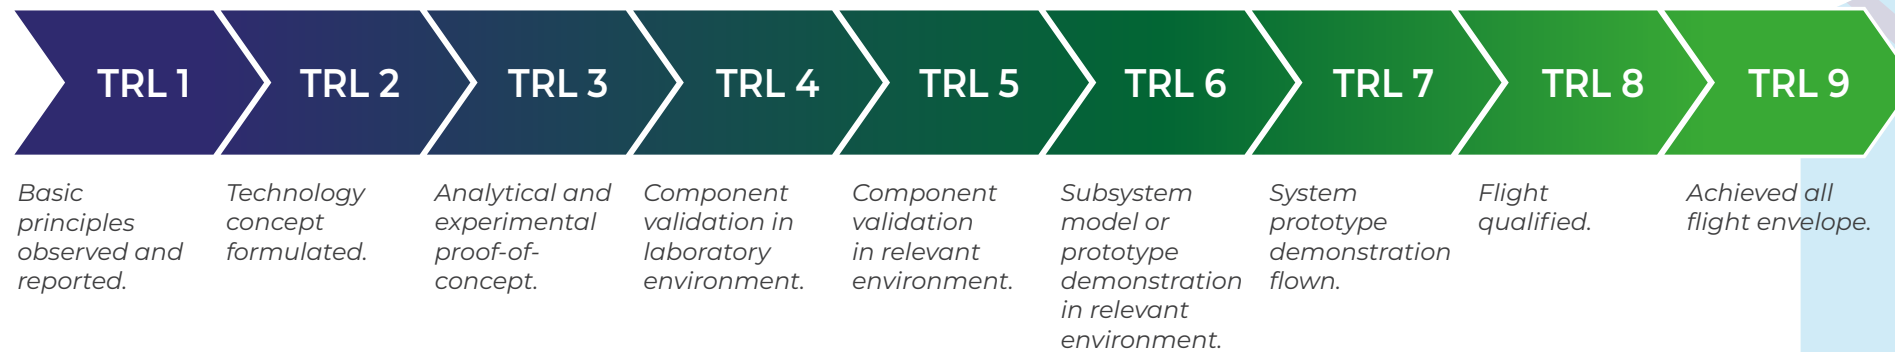 TRL 1
TRL 2
TRL 3
TRL 4
TRL 5
TRL 6
TRL 7
TRL 8
TRL 9
Basic
principles
observed and
reported.
Technology
concept
formulated.
Analytical and
experimental
proof-of-
concept.
Component
validation in
laboratory
environment.
Component
validation
in relevant
environment.
Subsystem
model or
prototype
demonstration
in relevant
environment.
System
prototype
demonstration
flown.
Flight
qualified.
Achieved all
flight envelope.